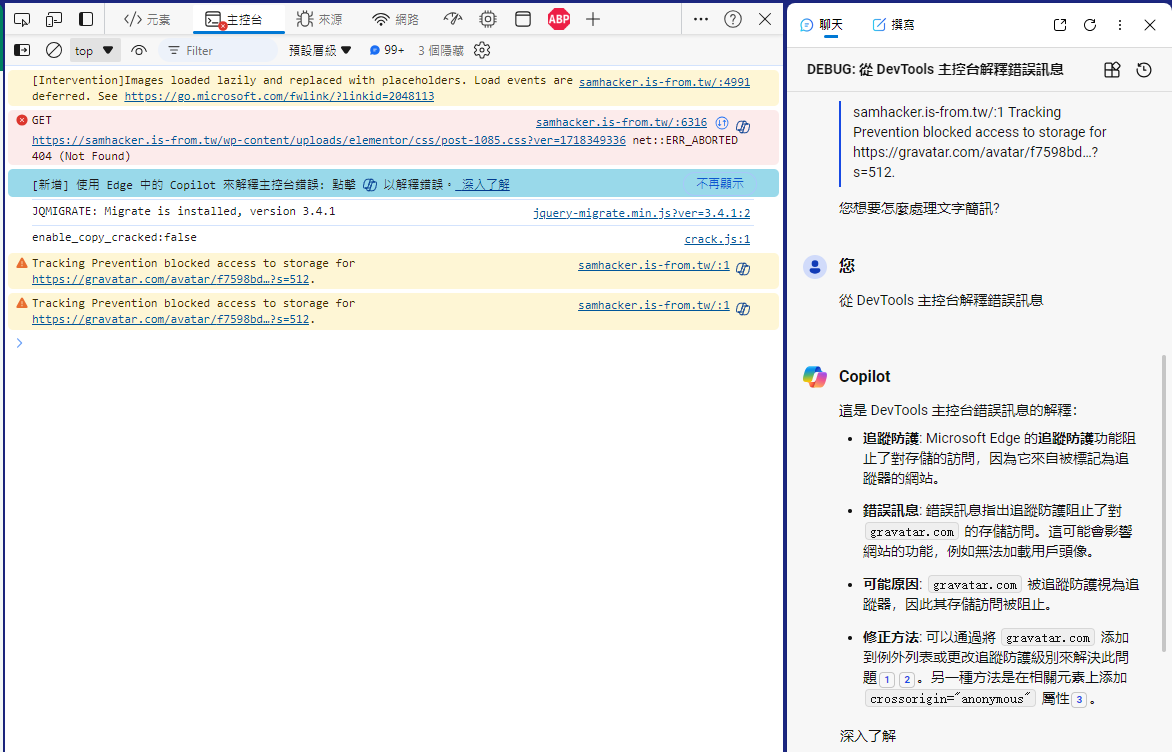 元素
主控台
來源
網路
ABP
top
Filter
預設層級
99+
3 個隱藏
[Intervention]Images loaded lazily and replaced with placeholders. Load events are
samhacker.is-from.tw/:4991
deferred. See https://go.microsoft.com/fwlink/?linkid=2048113
GET
samhacker.is-from.tw/:6316
https://samhacker.is-from.tw/wp-content/uploads/elementor/css/post-1085.css?ver=1718349336 net::ERR_ABORTED
404 (Not Found)
[新增] 使用 Edge 中的 Copilot 來解釋主控台錯誤: 點擊 以解釋錯誤。 深入了解
不再顯示
JQMIGRATE: Migrate is installed, version 3.4.1
jquery-migrate.min.js?ver=3.4.1:2
enable_copy_cracked:false
crack.js:1
Tracking Prevention blocked access to storage for
samhacker.is-from.tw/:1
https://gravatar.com/avatar/f7598bd…?s=512.
Tracking Prevention blocked access to storage for
samhacker.is-from.tw/:1
https://gravatar.com/avatar/f7598bd…?s=512.
聊天
撰寫
DEBUG: 從 DevTools 主控台解釋錯誤訊息
samhacker.is-from.tw/:1 Tracking
Prevention blocked access to storage for
https://gravatar.com/avatar/f7598bd…?
s=512.
您想要怎麼處理文字簡訊?
您
從 DevTools 主控台解釋錯誤訊息
Copilot
這是 DevTools 主控台錯誤訊息的解釋：
追蹤防護: Microsoft Edge 的追蹤防護功能阻
止了對存儲的訪問，因為它來自被標記為追
蹤器的網站。
錯誤訊息: 錯誤訊息指出追蹤防護阻止了對
gravatar.com 的存儲訪問。這可能會影響
網站的功能，例如無法加載用戶頭像。
可能原因: gravatar.com 被追蹤防護視為追
蹤器，因此其存儲訪問被阻止。
修正方法: 可以通過將 gravatar.com 添加
到例外列表或更改追蹤防護級別來解決此問
題 1 2 。另一種方法是在相關元素上添加
crossorigin="anonymous" 屬性 3 。
深入了解